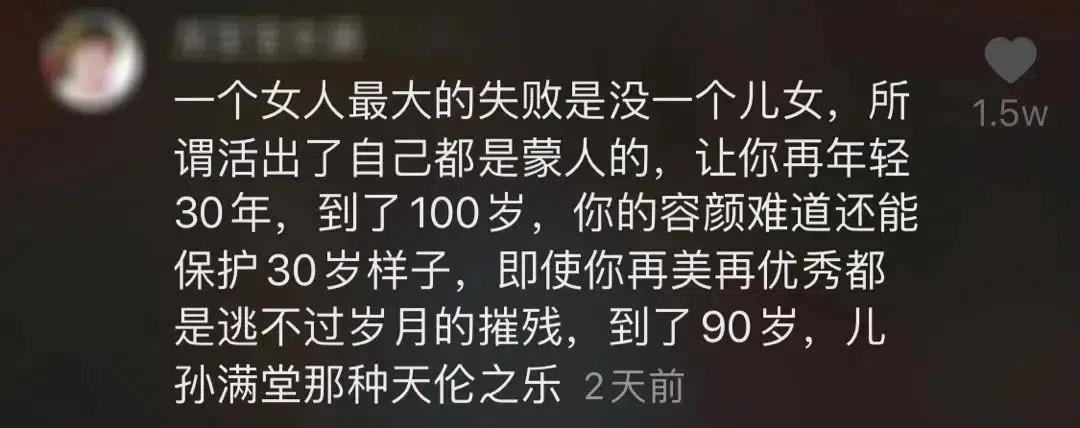 一个女人最大的失败是没一个儿女，所
谓活出了自己都是蒙人的，让你再年轻
30年，到了100岁，你的容颜难道还能
保护30岁样子，即使你再美再优秀都
是逃不过岁月的摧残，到了90岁，儿
孙满堂那种天伦之乐 2天前
1.5w